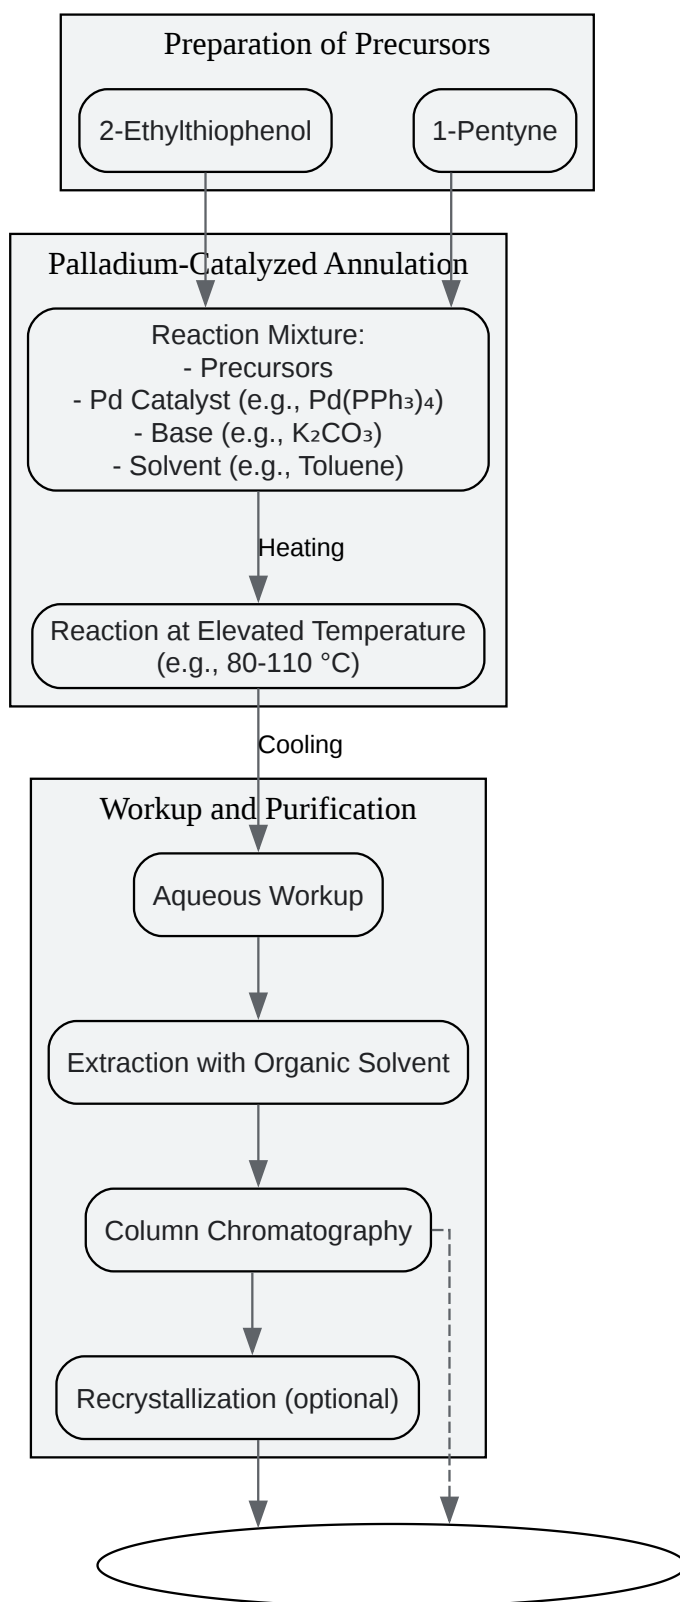 Preparation of Precursors
2-Ethylthiophenol
1-Pentyne
Palladium-Catalyzed Annulation
Reaction Mixture:
- Precursors
- Pd Catalyst (e.g., Pd(PPh₃)₄)
- Base (e.g., K₂CO₃)
- Solvent (e.g., Toluene)
Heating
Reaction at Elevated Temperature
(e.g., 80-110 °C)
Cooling
Workup and Purification
Aqueous Workup
Extraction with Organic Solvent
Column Chromatography
Recrystallization (optional)